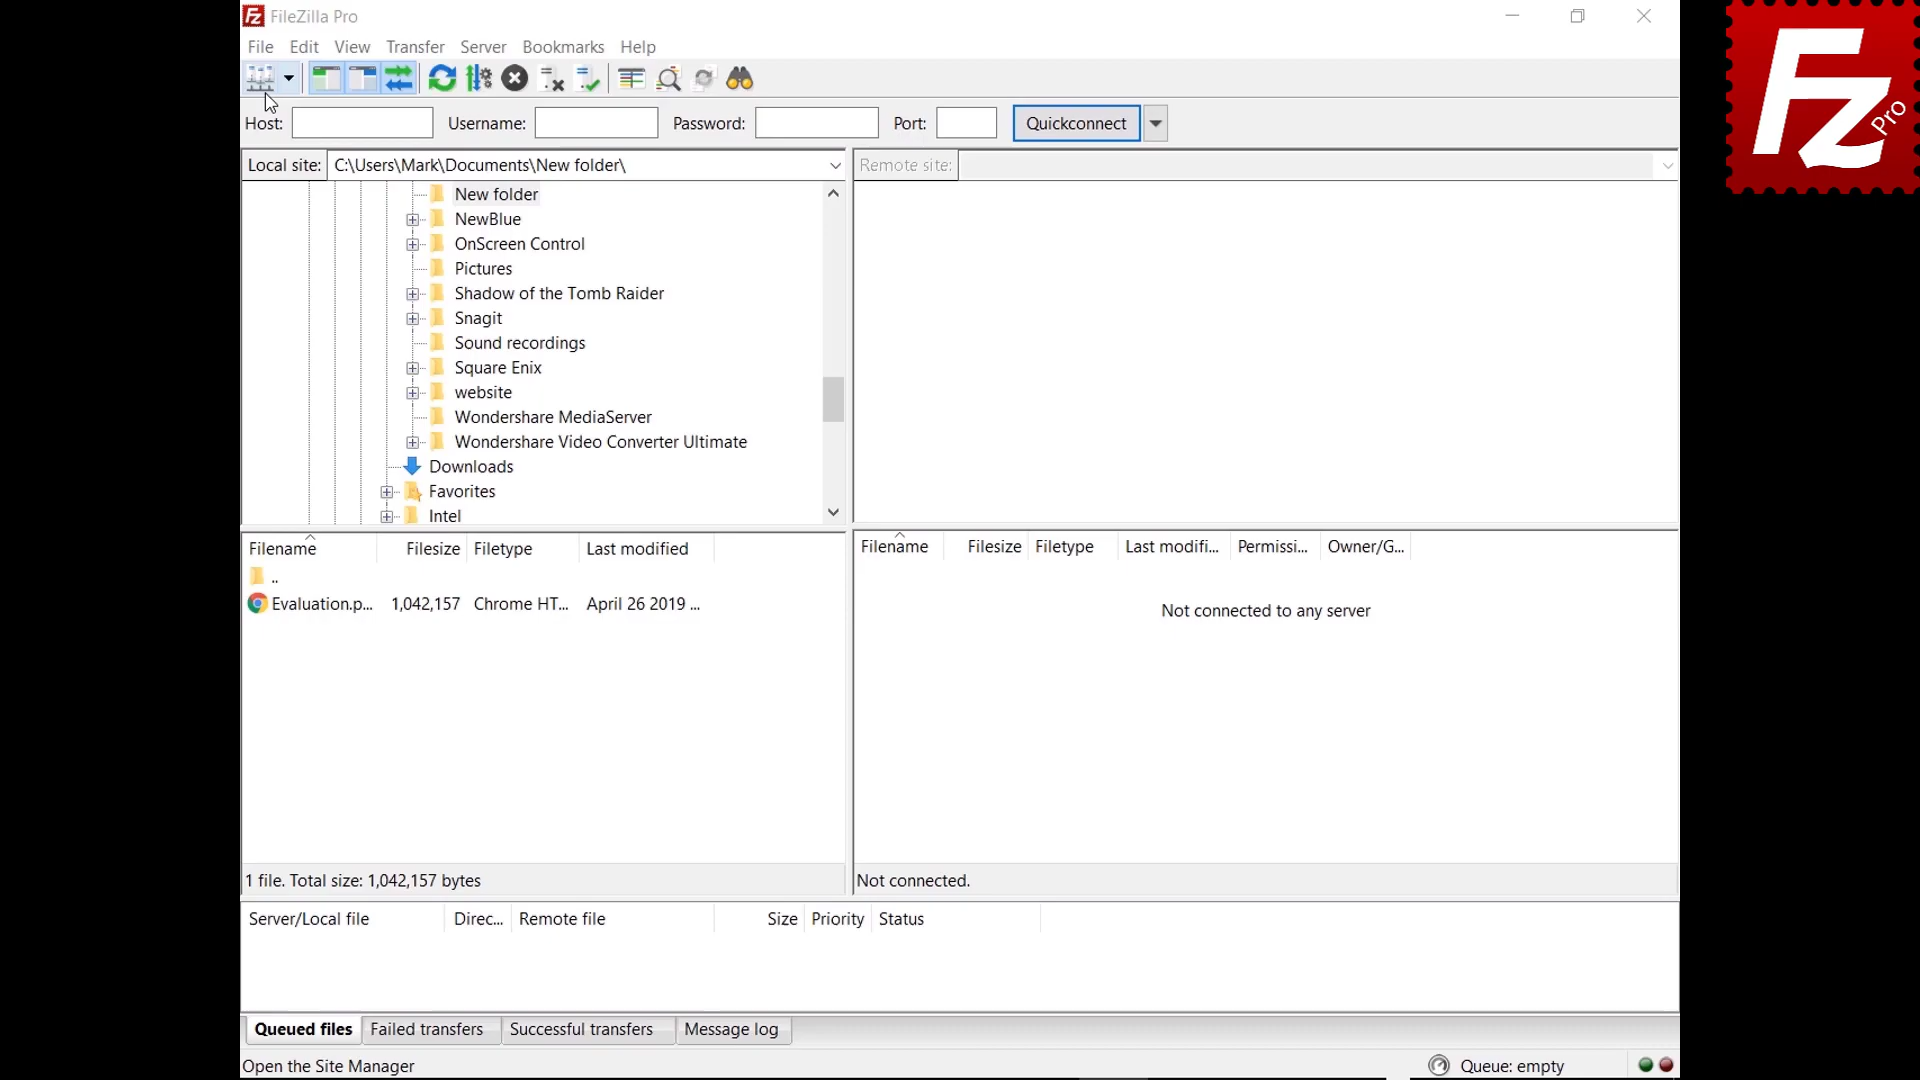 FileZilla Pro
File Edit View Transfer Server Bookmarks Help
Host: Username: Password: Port: Quickconnect
Local site: C:\Users\Mark\Documents\New folder\
Remote site:
New folder
NewBlue
OnScreen Control
Pictures
Shadow of the Tomb Raider
Snagit
Sound recordings
Square Enix
website
Wondershare MediaServer
Wondershare Video Converter Ultimate
Downloads
Favorites
Intel
Filename Filesize Filetype Last modified
..
Evaluation.p... 1,042,157 Chrome HT... April 26 2019 ...
1 file. Total size: 1,042,157 bytes
Filename Filesize Filetype Last modifi... Permissi... Owner/G...
Not connected to any server
Not connected.
Server/Local file Direc... Remote file Size Priority Status
Queued files Failed transfers Successful transfers Message log
Open the Site Manager Queue: empty
Fz Pro